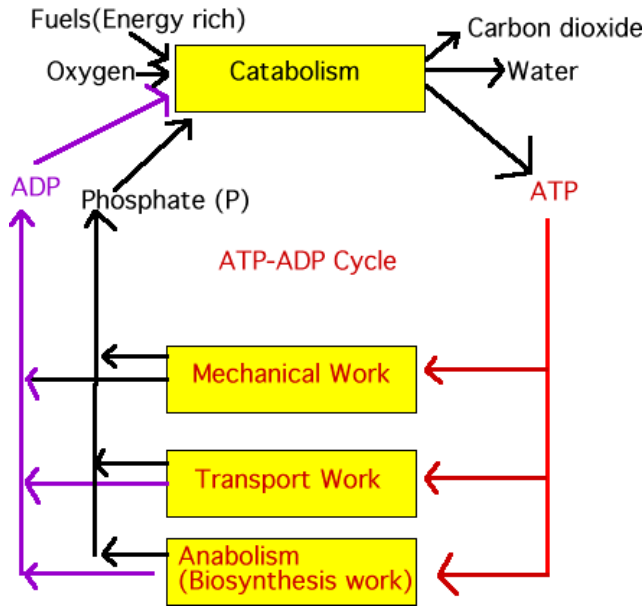 Fuels(Energy rich)
Carbon dioxide
Oxygen
Catabolism
Water
ADP
Phosphate (P)
ATP
ATP-ADP Cycle
Mechanical Work
Transport Work
Anabolism
(Biosynthesis work)